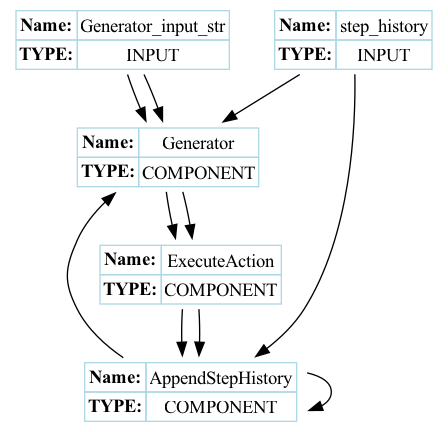 Name: Generator_input_str
TYPE: INPUT
Name: step_history
TYPE: INPUT
Name: Generator
TYPE: COMPONENT
Name: ExecuteAction
TYPE: COMPONENT
Name: AppendStepHistory
TYPE: COMPONENT